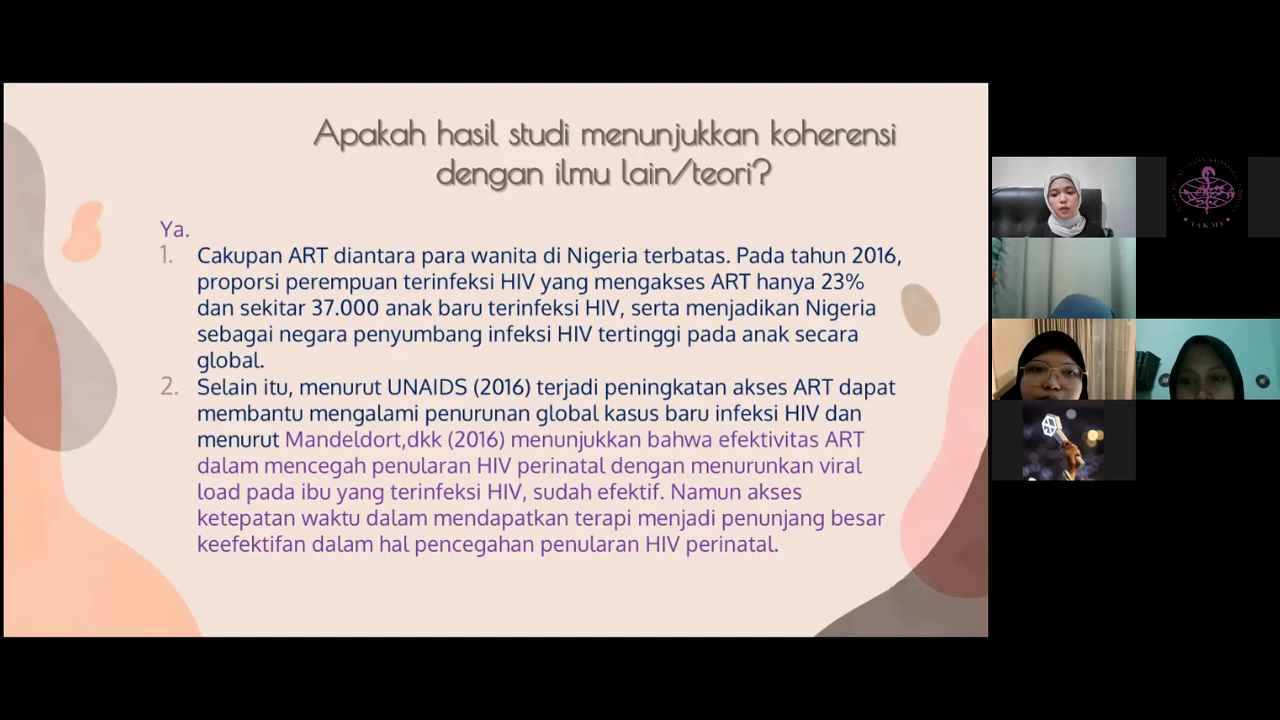 Apakah hasil studi menunjukkan koherensi
dengan ilmu lain/teori?
Ya.
1. Cakupan ART diantara para wanita di Nigeria terbatas. Pada tahun 2016,
proporsi perempuan terinfeksi HIV yang mengakses ART hanya 23%
dan sekitar 37.000 anak baru terinfeksi HIV, serta menjadikan Nigeria
sebagai negara penyumbang infeksi HIV tertinggi pada anak secara
global.
2. Selain itu, menurut UNAIDS (2016) terjadi peningkatan akses ART dapat
membantu mengalami penurunan global kasus baru infeksi HIV dan
menurut Mandeldort,dkk (2016) menunjukkan bahwa efektivitas ART
dalam mencegah penularan HIV perinatal dengan menurunkan viral
load pada ibu yang terinfeksi HIV, sudah efektif. Namun akses
ketepatan waktu dalam mendapatkan terapi menjadi penunjang besar
keefektifan dalam hal pencegahan penularan HIV perinatal.